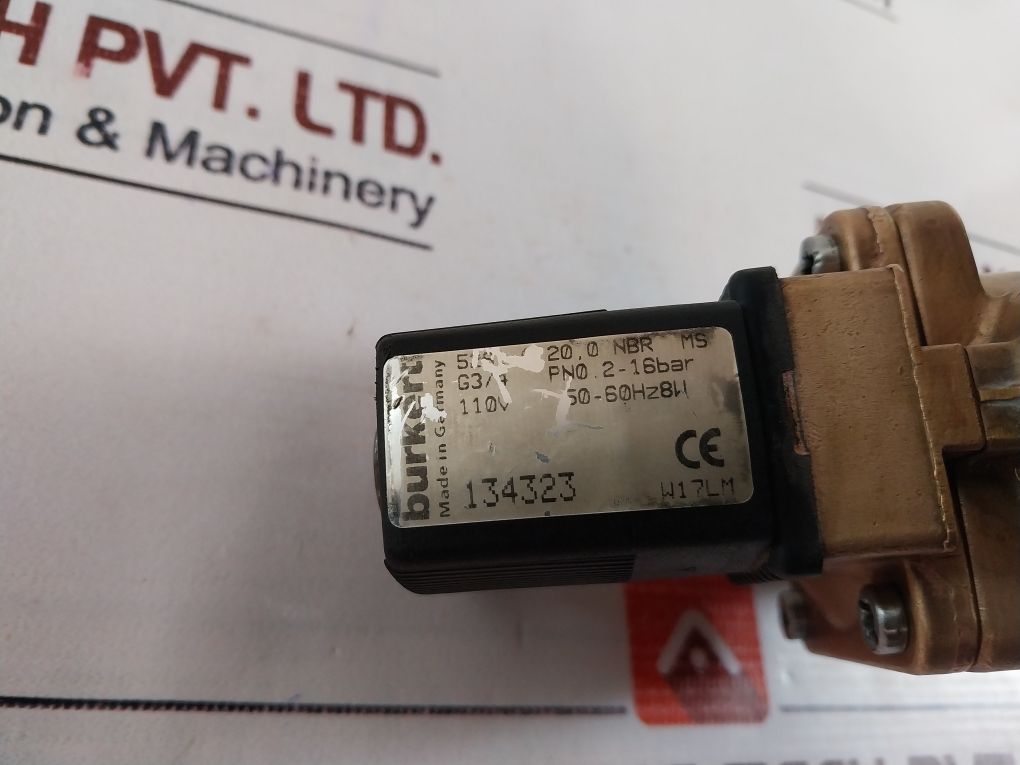 H PVT. LTD.
on & Machinery
burkert
Made in Germany
20,0 NBR MS
G3/4 PN0.2-16bar
110V 50-60Hz8W
CE
134323 W17LM